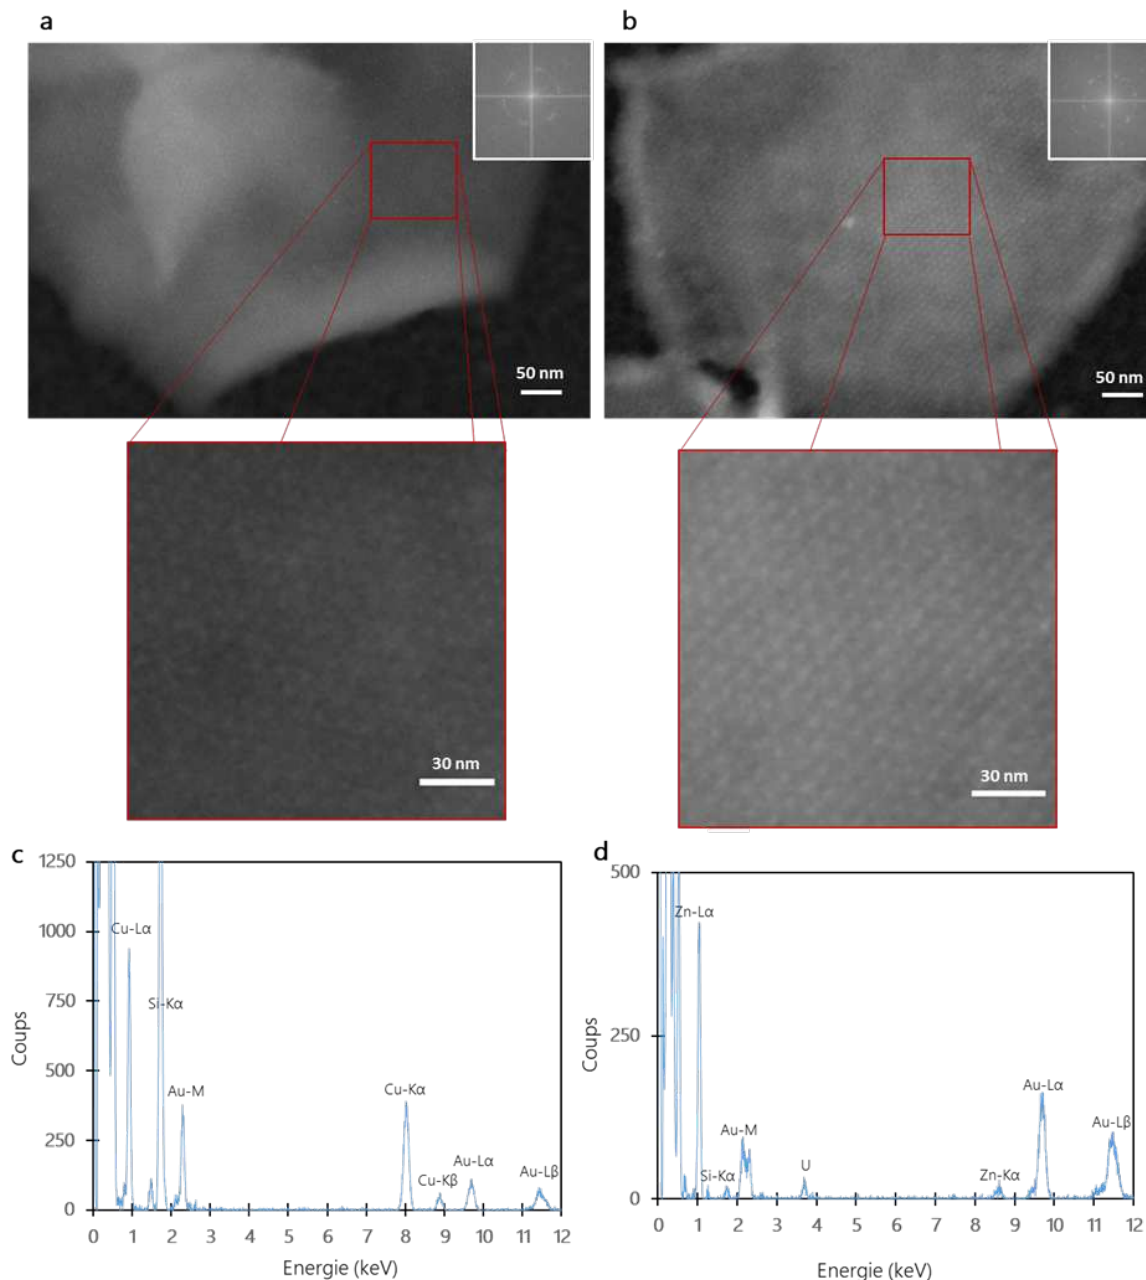 a
b
50 nm
50 nm
30 nm
30 nm
c
1250
1000
750
500
250
0
Coups
Cu-Lα
Si-Kα
Au-M
Cu-Kα
Cu-Kβ
Au-Lα
Au-Lβ
0 1 2 3 4 5 6 7 8 9 10 11 12
Energie (keV)
d
500
250
0
Coups
Zn-Lα
Si-Kα
Au-M
U
Zn-Kα
Au-Lα
Au-Lβ
0 1 2 3 4 5 6 7 8 9 10 11 12
Energie (keV)